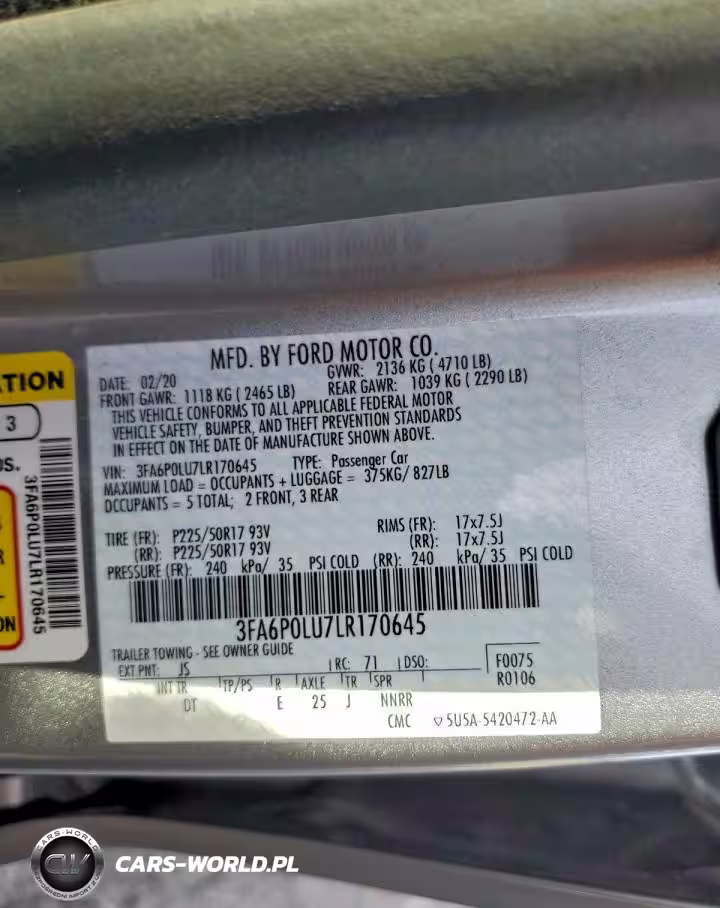 MFD. BY FORD MOTOR CO.
DATE: 02/20 GVWR: 2136 KG ( 4710 LB)
FRONT GAWR: 1118 KG ( 2465 LB) REAR GAWR: 1039 KG ( 2290 LB)
THIS VEHICLE CONFORMS TO ALL APPLICABLE FEDERAL MOTOR
VEHICLE SAFETY, BUMPER, AND THEFT PREVENTION STANDARDS
IN EFFECT ON THE DATE OF MANUFACTURE SHOWN ABOVE.
VIN: 3FA6P0LU7LR170645 TYPE: Passenger Car
MAXIMUM LOAD = OCCUPANTS + LUGGAGE = 375KG/ 827LB
OCCUPANTS = 5 TOTAL; 2 FRONT, 3 REAR
TIRE (FR): P225/50R17 93V RIMS (FR): 17x7.5J
(RR): P225/50R17 93V (RR): 17x7.5J
PRESSURE (FR): 240 kPa/ 35 PSI COLD (RR): 240 kPa/ 35 PSI COLD
3FA6P0LU7LR170645
TRAILER TOWING - SEE OWNER GUIDE
EXT PNT: JS RC: 71 DSO: F0075
INT TR TP/PS R AXLE TR SPR R0106
DT E 25 J NNRR
CMC 5U5A-5420472-AA
3
3FA6P0LU7LR170645
CW
CARS-WORLD
CARS-WORLD.PL